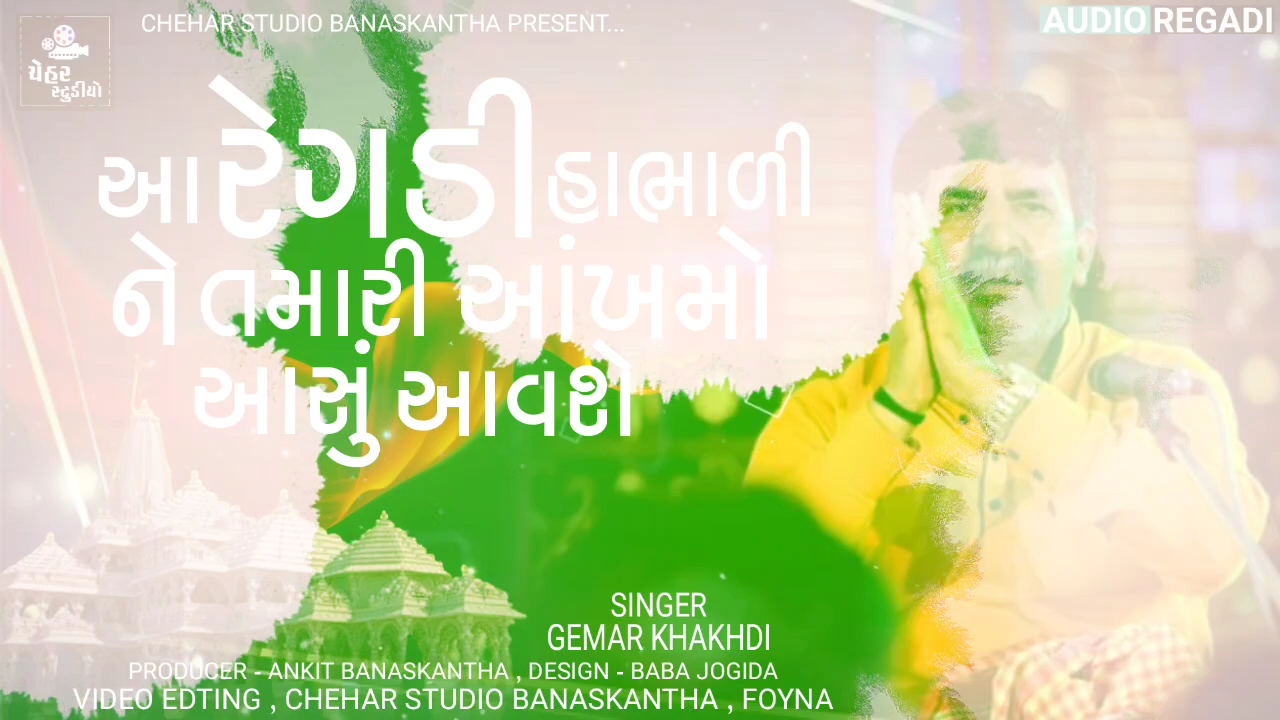 CHEHAR STUDIO BANASKANTHA PRESENT...
AUDIO REGADI
ચેહર
સ્ટુડીયો
આ રેગડી હાભાળી
ને તમારી આંખમો
આસું આવશે
SINGER
GEMAR KHAKHDI
PRODUCER - ANKIT BANASKANTHA , DESIGN - BABA JOGIDA
VIDEO EDTING , CHEHAR STUDIO BANASKANTHA , FOYNA